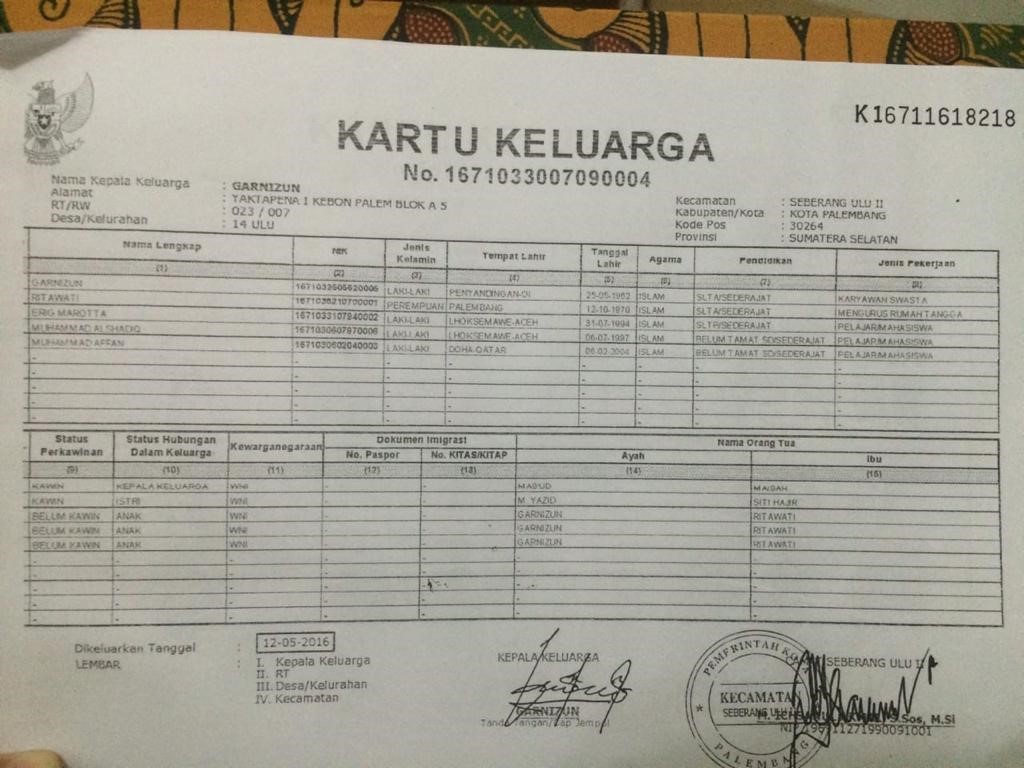 K16711618218
KARTU KELUARGA
No. 1671033007090004
Nama Kepala Keluarga : GARNIZUN
Alamat : YAKTAPENA I KEBON PALEM BLOK A 5
RT/RW : 023 / 007
Desa/Kelurahan : 14 ULU
Kecamatan : SEBERANG ULU II
Kabupaten/Kota : KOTA PALEMBANG
Kode Pos : 30264
Provinsi : SUMATERA SELATAN
Nama Lengkap NIK Jenis Kelamin Tempat Lahir Tanggal Lahir Agama Pendidikan Jenis Pekerjaan
(1) (2) (3) (4) (5) (6) (7) (8)
GARNIZUN LAKI-LAKI PENYANDINGAN-OI 25-05-1962 ISLAM SLTA/SEDERAJAT KARYAWAN SWASTA
RITAWATI PEREMPUAN PALEMBANG 12-10-1970 ISLAM SLTA/SEDERAJAT MENGURUS RUMAH TANGGA
ERIG MAROTTA 1671033107940002 LAKI-LAKI LHOKSEMAWE-ACEH 31-07-1994 ISLAM SLTP/SEDERAJAT PELAJAR/MAHASISWA
MUHAMMAD ALSHADIQ 1671030607970006 LAKI-LAKI LHOKSEMAWE-ACEH 06-07-1997 ISLAM BELUM TAMAT SD/SEDERAJAT PELAJAR/MAHASISWA
MUHAMMAD AFFAN 1671030602040003 LAKI-LAKI DOHA-QATAR 06-02-2004 ISLAM BELUM TAMAT SD/SEDERAJAT PELAJAR/MAHASISWA
Status Perkawinan Status Hubungan Dalam Keluarga Kewarganegaraan Dokumen Imigrasi Nama Orang Tua
No. Paspor No. KITAS/KITAP Ayah Ibu
(9) (10) (11) (12) (13) (14) (15)
KAWIN KEPALA KELUARGA WNI - - MAS'UD MAISAH
KAWIN ISTRI WNI - - M. YAZID SITI HAJIR
BELUM KAWIN ANAK WNI - - GARNIZUN RITAWATI
BELUM KAWIN ANAK WNI - - GARNIZUN RITAWATI
BELUM KAWIN ANAK WNI - - GARNIZUN RITAWATI
Dikeluarkan Tanggal : 12-05-2016
LEMBAR : I. Kepala Keluarga
II. RT
III. Desa/Kelurahan
IV. Kecamatan
KEPALA KELUARGA
GARNIZUN
Tanda Tangan/Cap Jempol
SEBERANG ULU II
PEMERINTAH KOTA
KECAMATAN
SEBERANG ULU II
PALEMBANG
S.Sos, M.Si